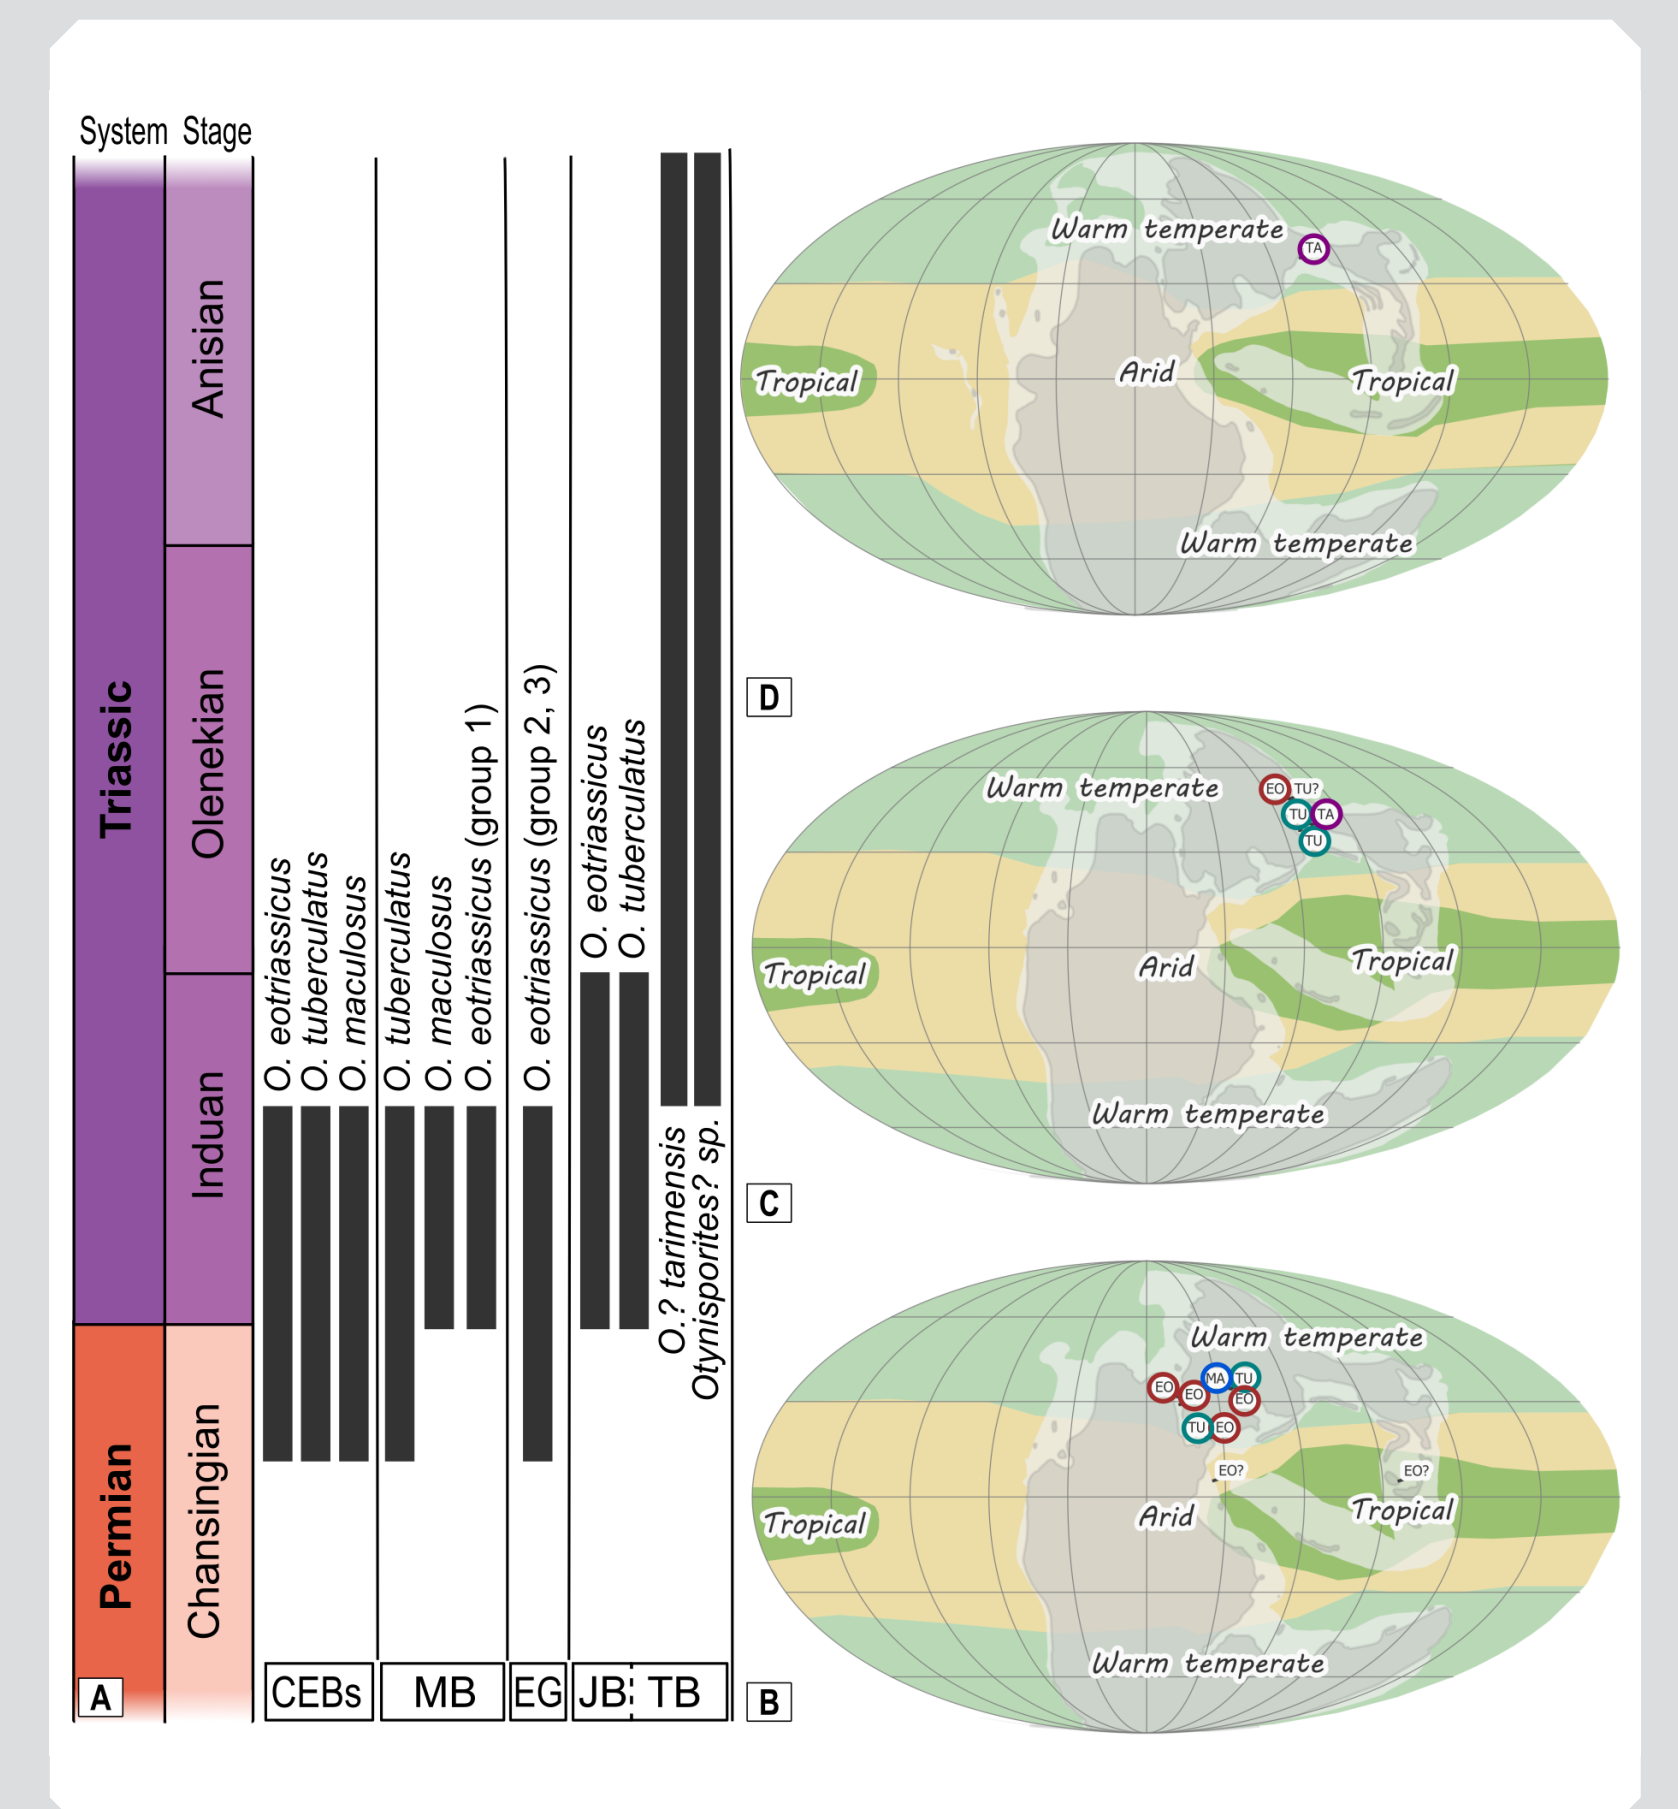 System Stage
Triassic
Permian
Anisian
Olenekian
Induan
Chansingian
O. eotriassicus
O. tuberculatus
O. maculosus
O. tuberculatus
O. maculosus
O. eotriassicus (group 1)
O. eotriassicus (group 2, 3)
O. eotriassicus
O. tuberculatus
O.? tarimensis
Otynisporites? sp.
CEBs MB EG JB TB
A
Warm temperate
TA
Tropical Arid Tropical
Warm temperate
D
Warm temperate
EO TU?
TU TA
TU
Tropical Arid Tropical
Warm temperate
C
Warm temperate
EO EO MA TU
EO
TU EO
EO? EO?
Tropical Arid Tropical
Warm temperate
B